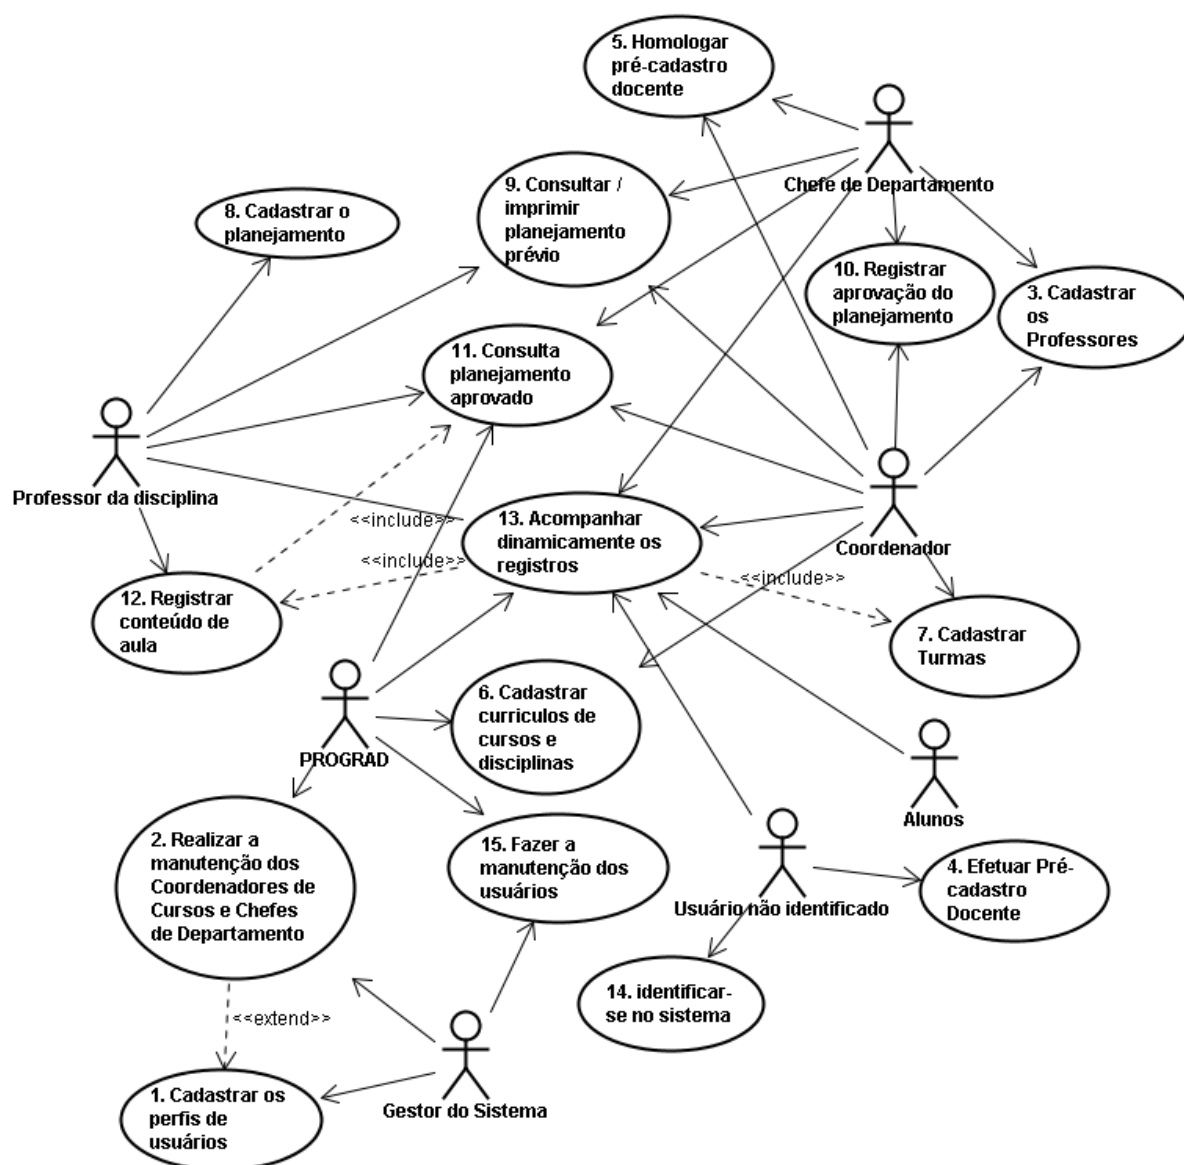 5. Homologar
pré-cadastro
docente
Chefe de Departamento
9. Consultar /
imprimir
planejamento
prévio
8. Cadastrar o
planejamento
10. Registrar
aprovação do
planejamento
3. Cadastrar
os
Professores
11. Consulta
planejamento
aprovado
Professor da disciplina
<<include>>
13. Acompanhar
dinamicamente os
registros
Coordenador
<<include>>
<<include>>
12. Registrar
conteúdo de
aula
7. Cadastrar
Turmas
6. Cadastrar
curriculos de
cursos e
disciplinas
PROGRAD
Alunos
2. Realizar a
manutenção dos
Coordenadores de
Cursos e Chefes
de Departamento
15. Fazer a
manutenção dos
usuários
4. Efetuar Pré-
cadastro
Docente
Usuário não identificado
14. identificar-
se no sistema
<<extend>>
1. Cadastrar os
perfis de
usuários
Gestor do Sistema